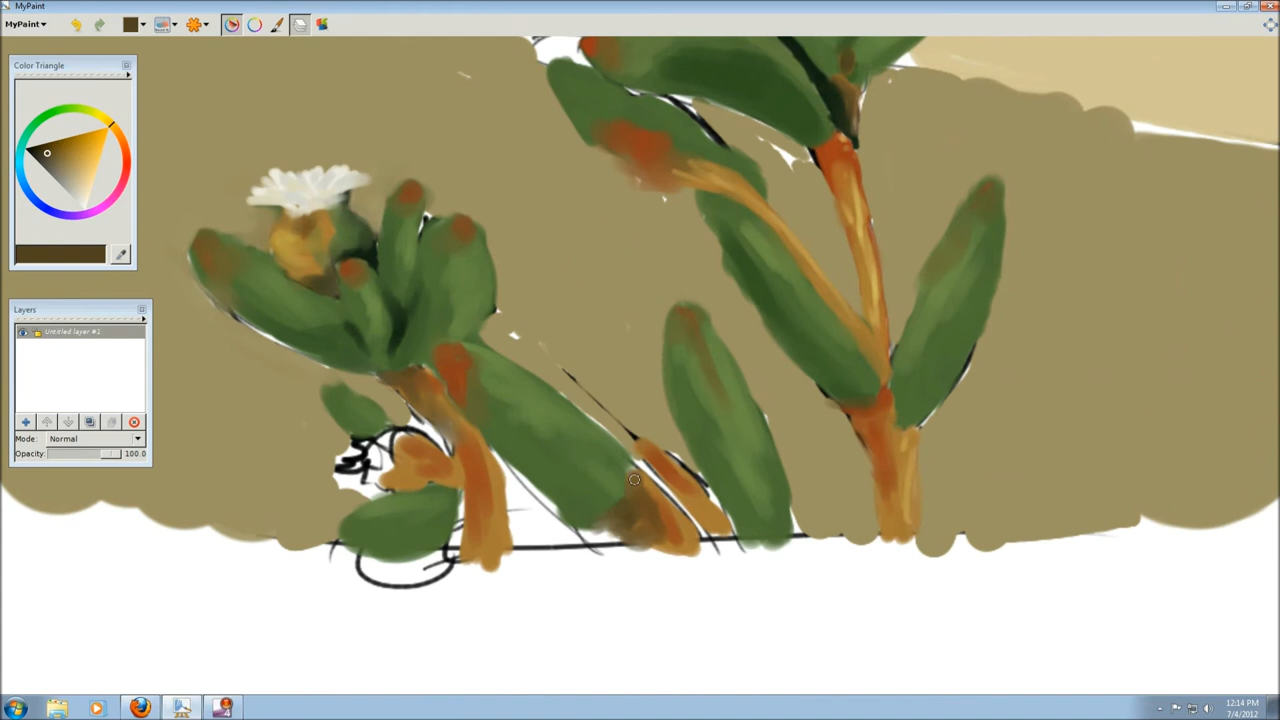 MyPaint
MyPaint
Color Triangle
Layers
Untitled layer #1
Mode: Normal
Opacity: 100.0
12:14 PM
7/4/2012